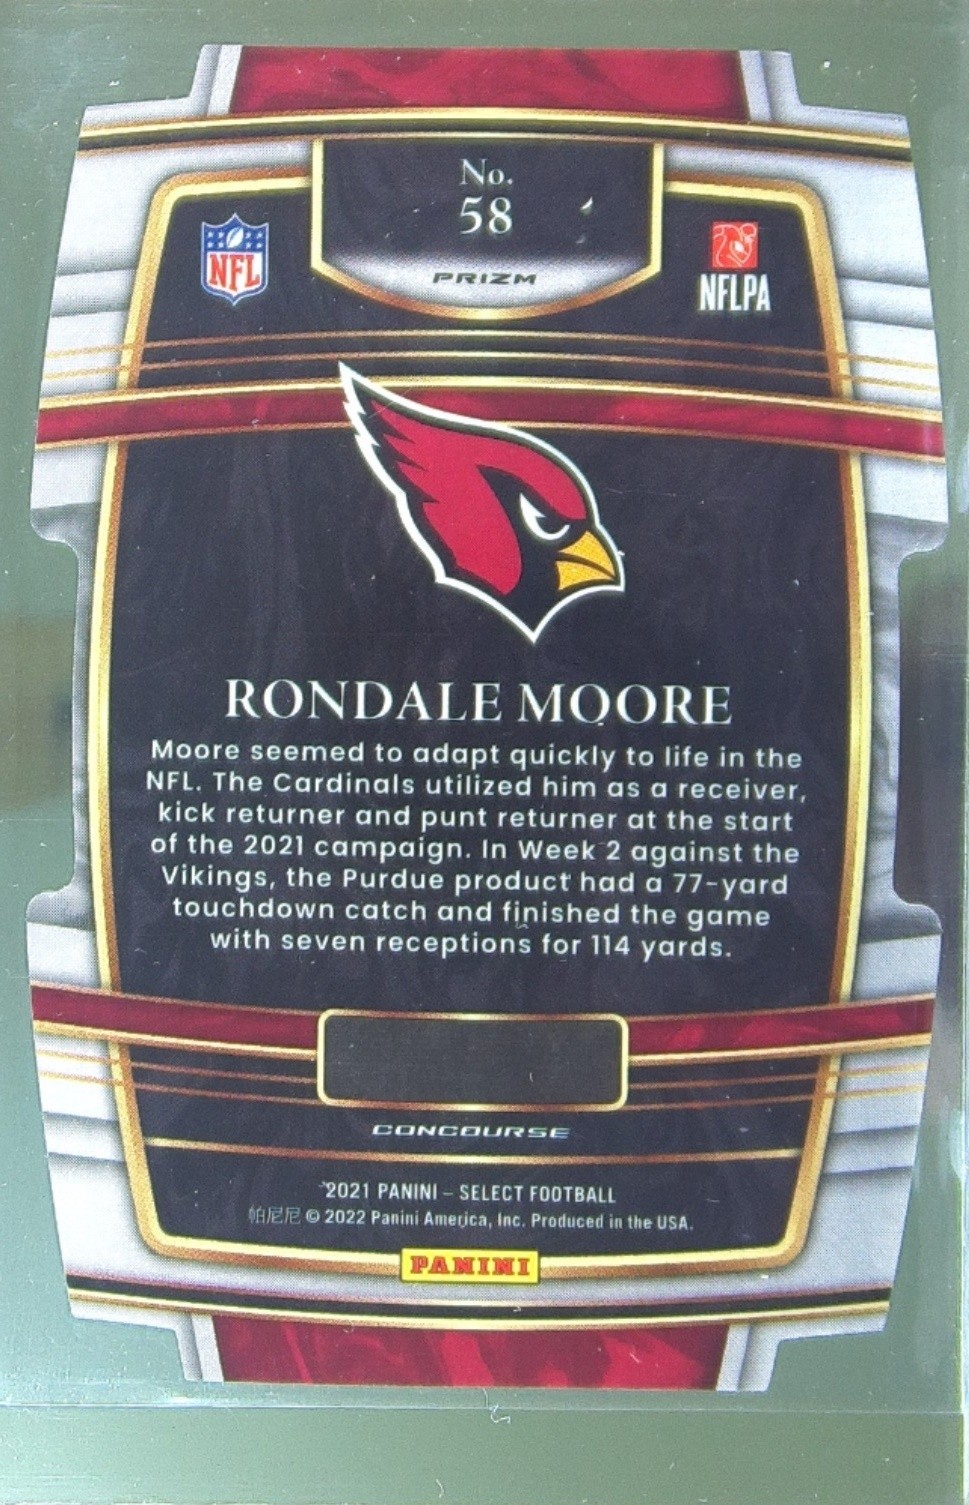 No.
58
PRIZM
NFL
NFLPA
RONDALE MOORE
Moore seemed to adapt quickly to life in the
NFL. The Cardinals utilized him as a receiver,
kick returner and punt returner at the start
of the 2021 campaign. In Week 2 against the
Vikings, the Purdue product had a 77-yard
touchdown catch and finished the game
with seven receptions for 114 yards.
CONCOURSE
2021 PANINI – SELECT FOOTBALL
帕尼尼 © 2022 Panini America, Inc. Produced in the USA.
PANINI